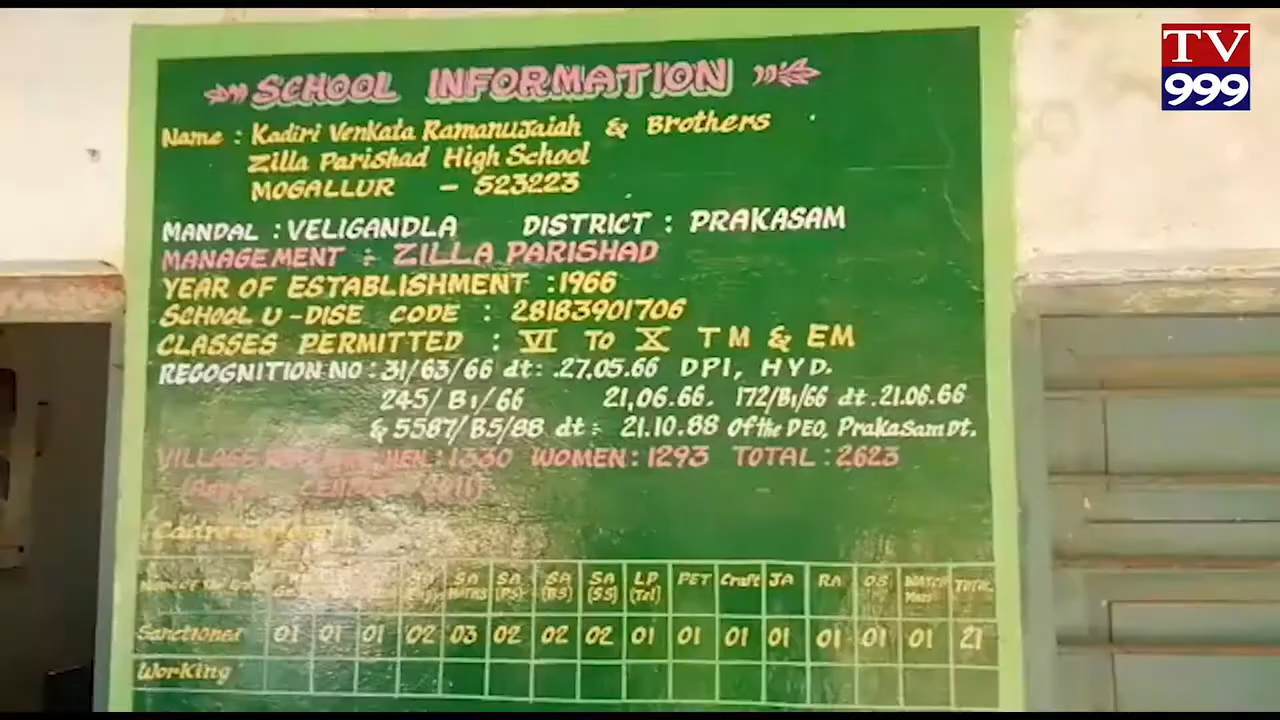 TV
999
SCHOOL INFORMATION
Name : Kadiri Venkata Ramanujaiah & Brothers
Zilla Parishad High School
MOGALLUR - 523223
MANDAL : VELIGANDLA DISTRICT : PRAKASAM
MANAGEMENT :- ZILLA PARISHAD
YEAR OF ESTABLISHMENT : 1966
SCHOOL U-DISE CODE : 28183901706
CLASSES PERMITTED : VI TO X TM & EM
RECOGNITION NO : 31/63/66 dt: .27.05.66 DPI, HYD.
245/B1/66 21.06.66. 172/B1/66 dt. 21.06.66
& 5587/B5/88 dt :- 21.10.88 Of the DEO, Prakasam Dt.
VILLAGE MEN : 1330 WOMEN : 1293 TOTAL : 2623
SA MATHS SA (PS) SA (BS) SA (SS) LP (Tel) PET Craft JA RA OS WATCH Man TOTAL
Sanctioned 01 01 01 02 03 02 02 02 01 01 01 01 01 01 01 21
Working